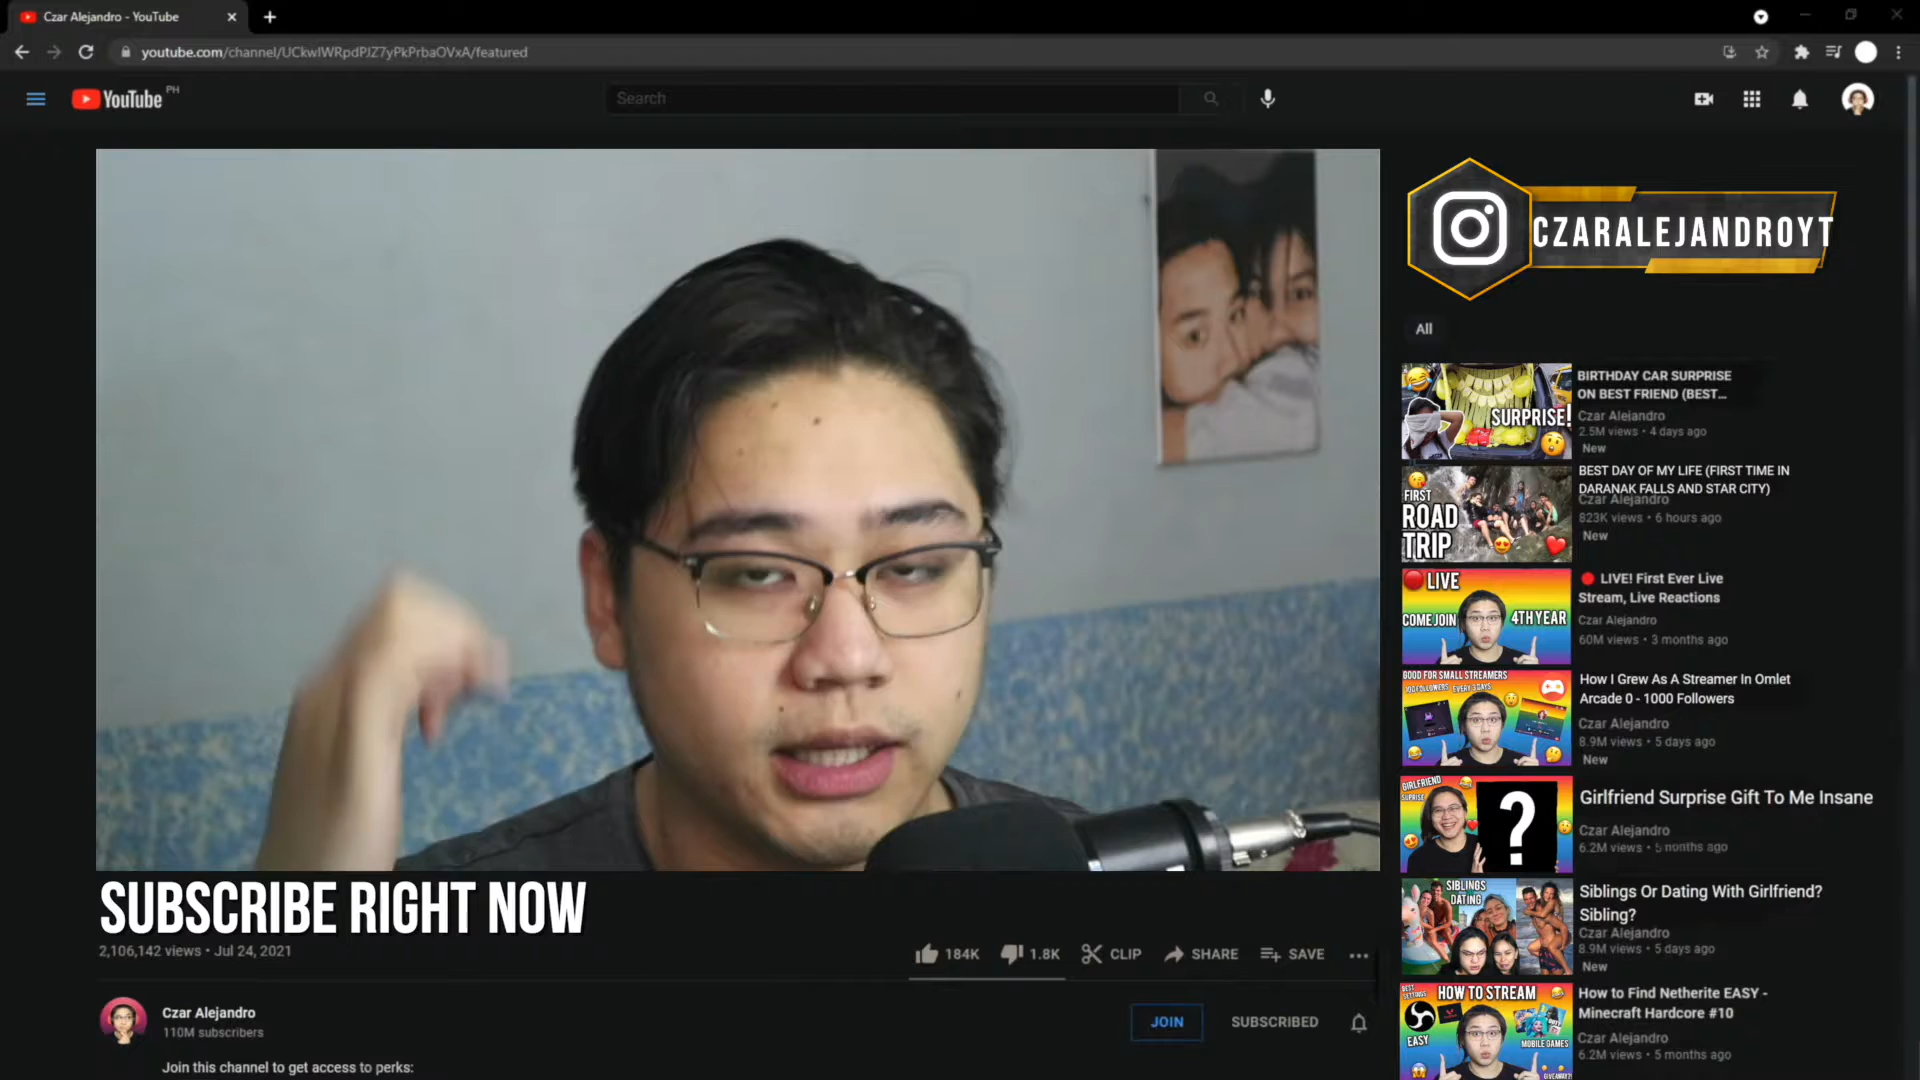 Czar Alejandro - YouTube
youtube.com/channel/UCkwIWRpdPJZ7yPkPrbaOVxA/featured
YouTube PH
Search
CZARALEJANDROYT
All
SURPRISE!
BIRTHDAY CAR SURPRISE
ON BEST FRIEND (BEST...
Czar Alejandro
2.5M views • 4 days ago
New
FIRST
ROAD
TRIP
BEST DAY OF MY LIFE (FIRST TIME IN
DARANAK FALLS AND STAR CITY)
Czar Alejandro
823K views • 6 hours ago
New
LIVE
COME JOIN
4TH YEAR
LIVE! First Ever Live
Stream, Live Reactions
Czar Alejandro
60M views • 3 months ago
GOOD FOR SMALL STREAMERS
EVERY 3 DAYS
How I Grew As A Streamer In Omlet
Arcade 0 - 1000 Followers
Czar Alejandro
8.9M views • 5 days ago
New
GIRLFRIEND
SUPRISE
?
Girlfriend Surprise Gift To Me Insane
Czar Alejandro
6.2M views • 5 months ago
SIBLINGS
DATING
Siblings Or Dating With Girlfriend?
Sibling?
Czar Alejandro
8.9M views • 5 days ago
New
HOW TO STREAM
EASY
MOBILE GAMES
How to Find Netherite EASY -
Minecraft Hardcore #10
Czar Alejandro
6.2M views • 5 months ago
SUBSCRIBE RIGHT NOW
2,106,142 views • Jul 24, 2021
184K
1.8K
CLIP
SHARE
SAVE
Czar Alejandro
110M subscribers
JOIN
SUBSCRIBED
Join this channel to get access to perks: